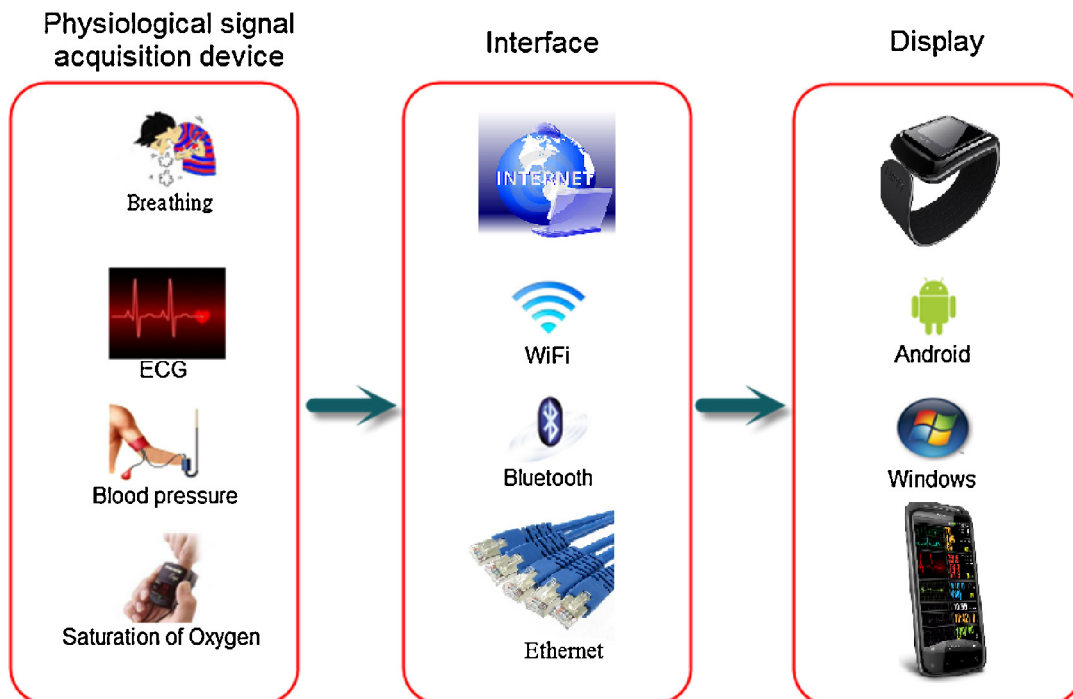 Physiological signal
acquisition device
Breathing
ECG
Blood pressure
Saturation of Oxygen
Interface
INTERNET
WiFi
Bluetooth
Ethernet
Display
Android
Windows